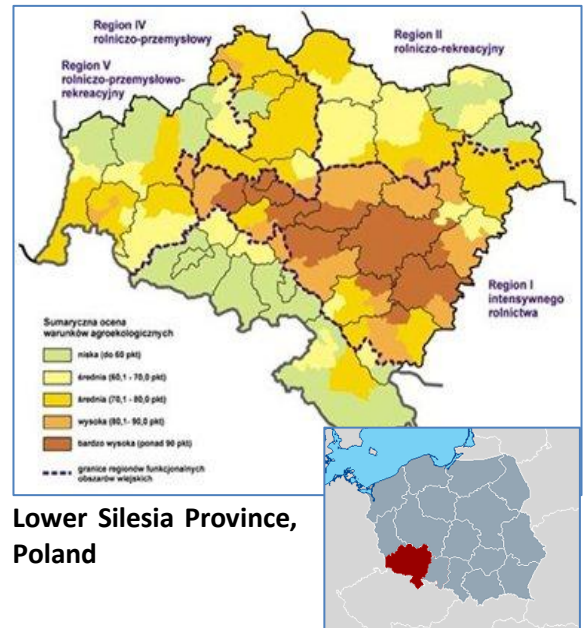 Region IV
rolniczo-przemysłowy
Region II
rolniczo-rekreacyjny
Region V
rolniczo-przemysłowo-
rekreacyjny
Region I
intensywnego
rolnictwa
Sumaryczna ocena
warunków agroekologicznych
niska (do 60 pkt)
średnia (60,1 - 70,0 pkt)
średnia (70,1 - 80,0 pkt)
wysoka (80,1- 90,0 pkt)
bardzo wysoka (ponad 90 pkt)
granice regionów funkcjonalnych
obszarów wiejskich
Lower Silesia Province,
Poland